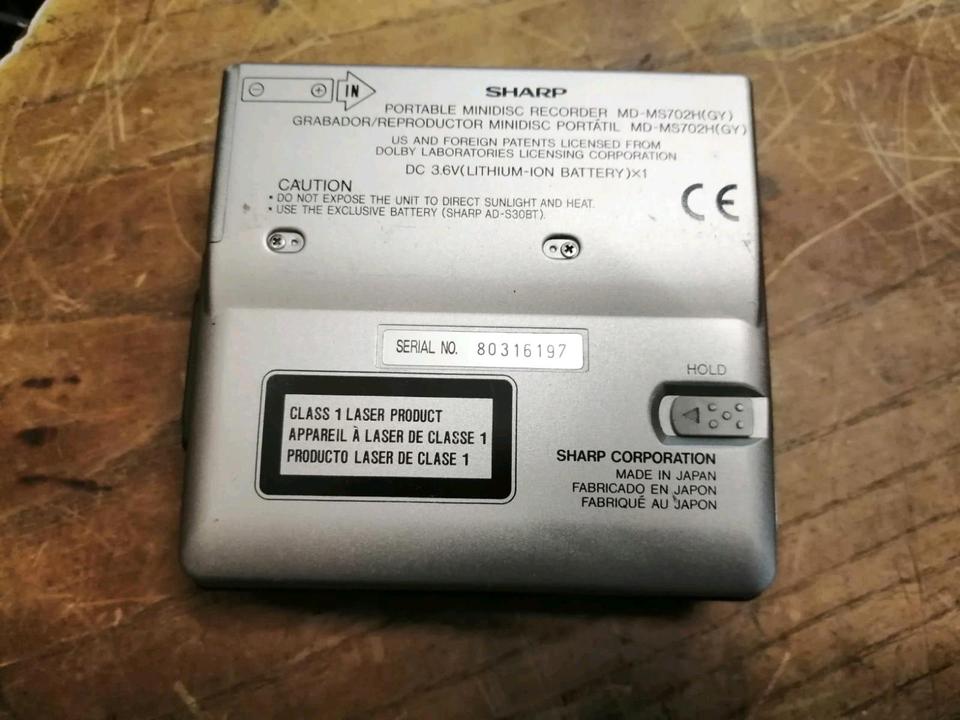 IN
SHARP
PORTABLE MINIDISC RECORDER MD-MS702H(GY)
GRABADOR/REPRODUCTOR MINIDISC PORTÁTIL MD-MS702H(GY)
US AND FOREIGN PATENTS LICENSED FROM
DOLBY LABORATORIES LICENSING CORPORATION
DC 3.6V(LITHIUM-ION BATTERY)×1
CAUTION
• DO NOT EXPOSE THE UNIT TO DIRECT SUNLIGHT AND HEAT.
• USE THE EXCLUSIVE BATTERY (SHARP AD-S30BT).
CE
SERIAL NO. 80316197
HOLD
CLASS 1 LASER PRODUCT
APPAREIL À LASER DE CLASSE 1
PRODUCTO LASER DE CLASE 1
SHARP CORPORATION
MADE IN JAPAN
FABRICADO EN JAPON
FABRIQUÉ AU JAPON